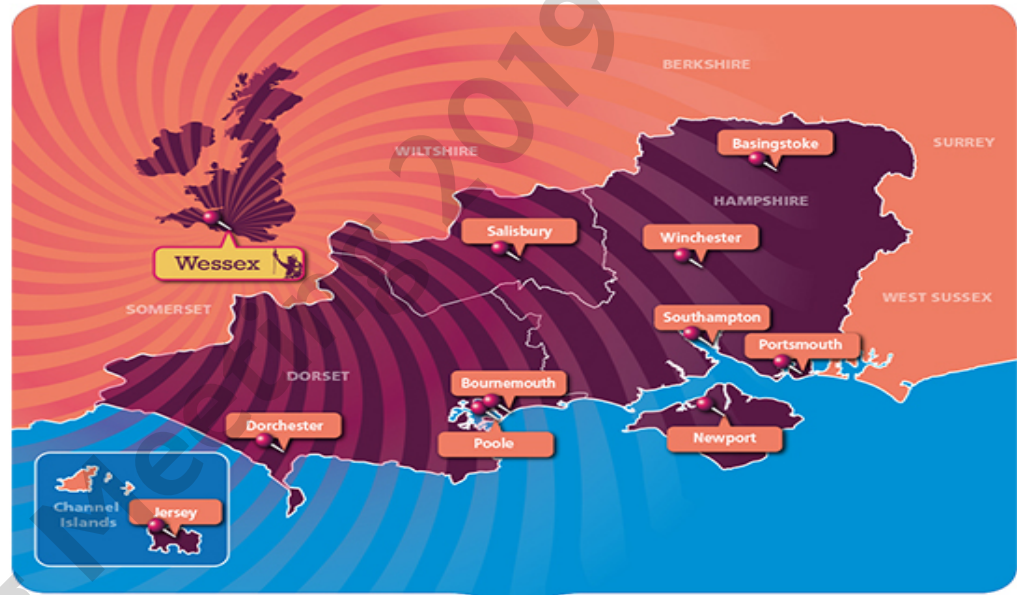 BERKSHIRE
SURREY
WILTSHIRE
Basingstoke
HAMPSHIRE
Salisbury
Winchester
Wessex
SOMERSET
WEST SUSSEX
Southampton
Portsmouth
DORSET
Bournemouth
Dorchester
Poole
Newport
Channel
Islands
Jersey
2019